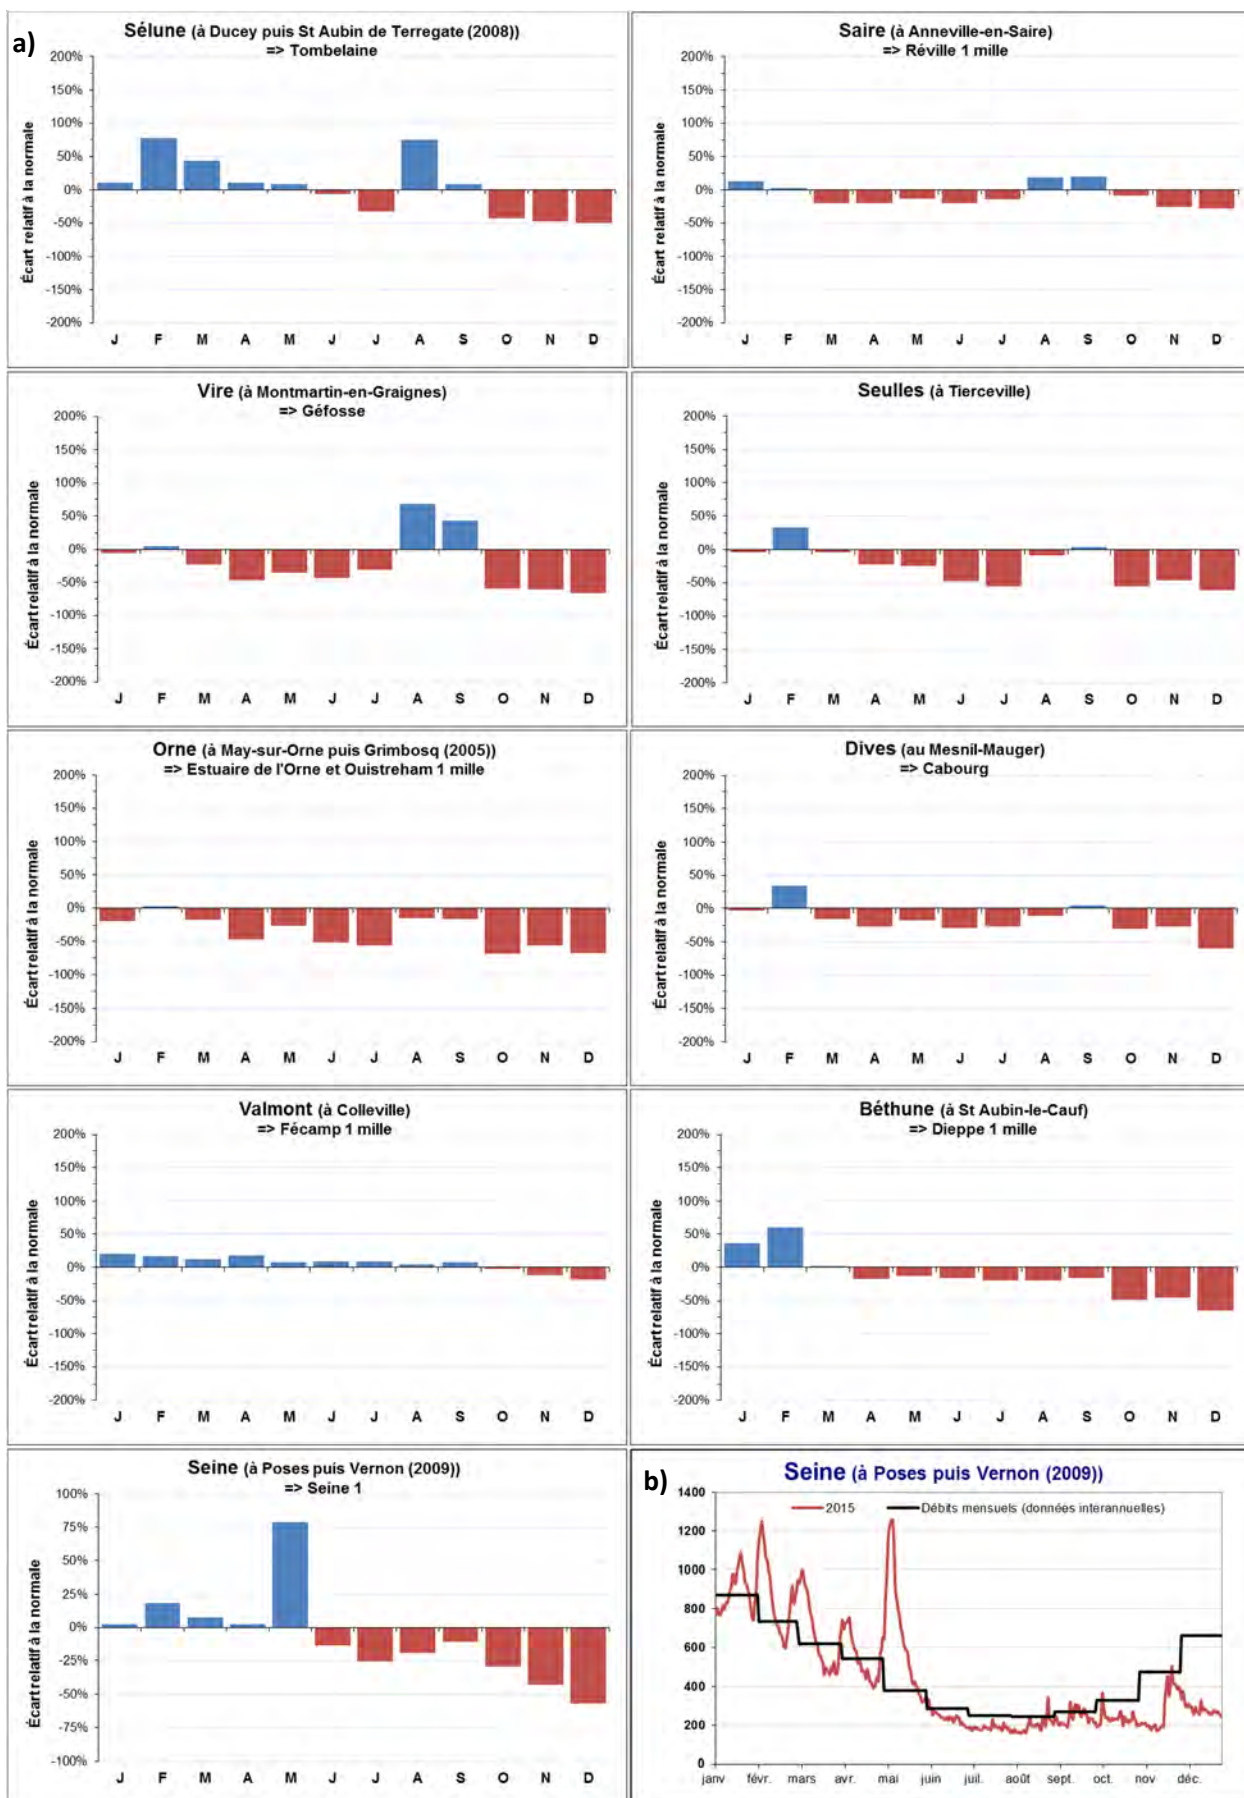 a)
Sélune (à Ducey puis St Aubin de Terregate (2008))
=> Tombelaine
Écart relatif à la normale
200%
150%
100%
50%
0%
-50%
-100%
-150%
-200%
J F M A M J J A S O N D
Saire (à Anneville-en-Saire)
=> Réville 1 mille
Écart relatif à la normale
200%
150%
100%
50%
0%
-50%
-100%
-150%
-200%
J F M A M J J A S O N D
Vire (à Montmartin-en-Graignes)
=> Géfosse
Écart relatif à la normale
200%
150%
100%
50%
0%
-50%
-100%
-150%
-200%
J F M A M J J A S O N D
Seulles (à Tierceville)
Écart relatif à la normale
200%
150%
100%
50%
0%
-50%
-100%
-150%
-200%
J F M A M J J A S O N D
Orne (à May-sur-Orne puis Grimbosq (2005))
=> Estuaire de l'Orne et Ouistreham 1 mille
Écart relatif à la normale
200%
150%
100%
50%
0%
-50%
-100%
-150%
-200%
J F M A M J J A S O N D
Dives (au Mesnil-Mauger)
=> Cabourg
Écart relatif à la normale
200%
150%
100%
50%
0%
-50%
-100%
-150%
-200%
J F M A M J J A S O N D
Valmont (à Colleville)
=> Fécamp 1 mille
Écart relatif à la normale
200%
150%
100%
50%
0%
-50%
-100%
-150%
-200%
J F M A M J J A S O N D
Béthune (à St Aubin-le-Cauf)
=> Dieppe 1 mille
Écart relatif à la normale
200%
150%
100%
50%
0%
-50%
-100%
-150%
-200%
J F M A M J J A S O N D
Seine (à Poses puis Vernon (2009))
=> Seine 1
Écart relatif à la normale
100%
75%
50%
25%
0%
-25%
-50%
-75%
-100%
J F M A M J J A S O N D
b)
Seine (à Poses puis Vernon (2009))
2015 Débits mensuels (données interannuelles)
1400
1200
1000
800
600
400
200
0
janv févr. mars avr. mai juin juil. août sept. oct. nov déc.